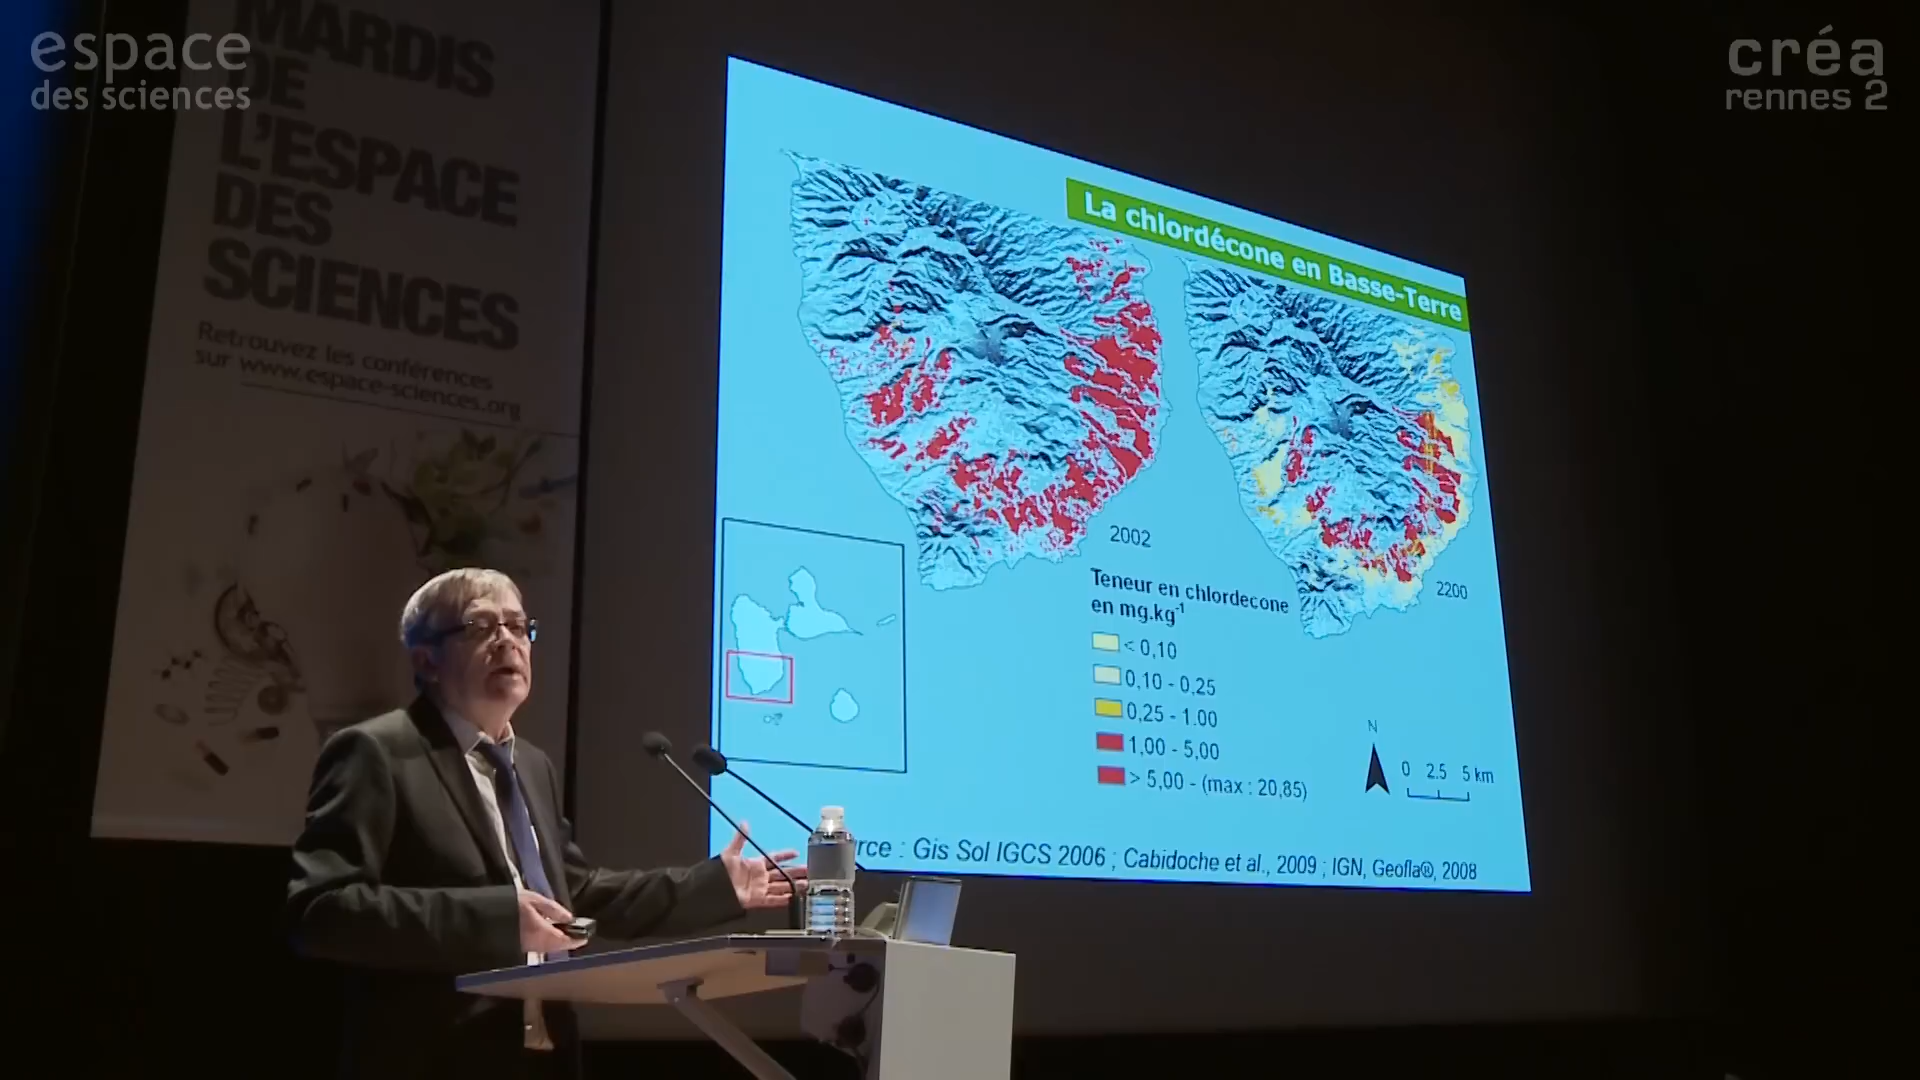 espace
des sciences
créa
rennes 2
MARDIS
DE
L'ESPACE
DES
SCIENCES
Retrouvez les conférences
sur www.espace-sciences.org
La chlordécone en Basse-Terre
2002
2200
Teneur en chlordecone
en mg.kg-1
< 0,10
0,10 - 0,25
0,25 - 1.00
1,00 - 5,00
> 5,00 - (max : 20,85)
N
0 2.5 5 km
: Gis Sol IGCS 2006 ; Cabidoche et al., 2009 ; IGN, Geofla®, 2008